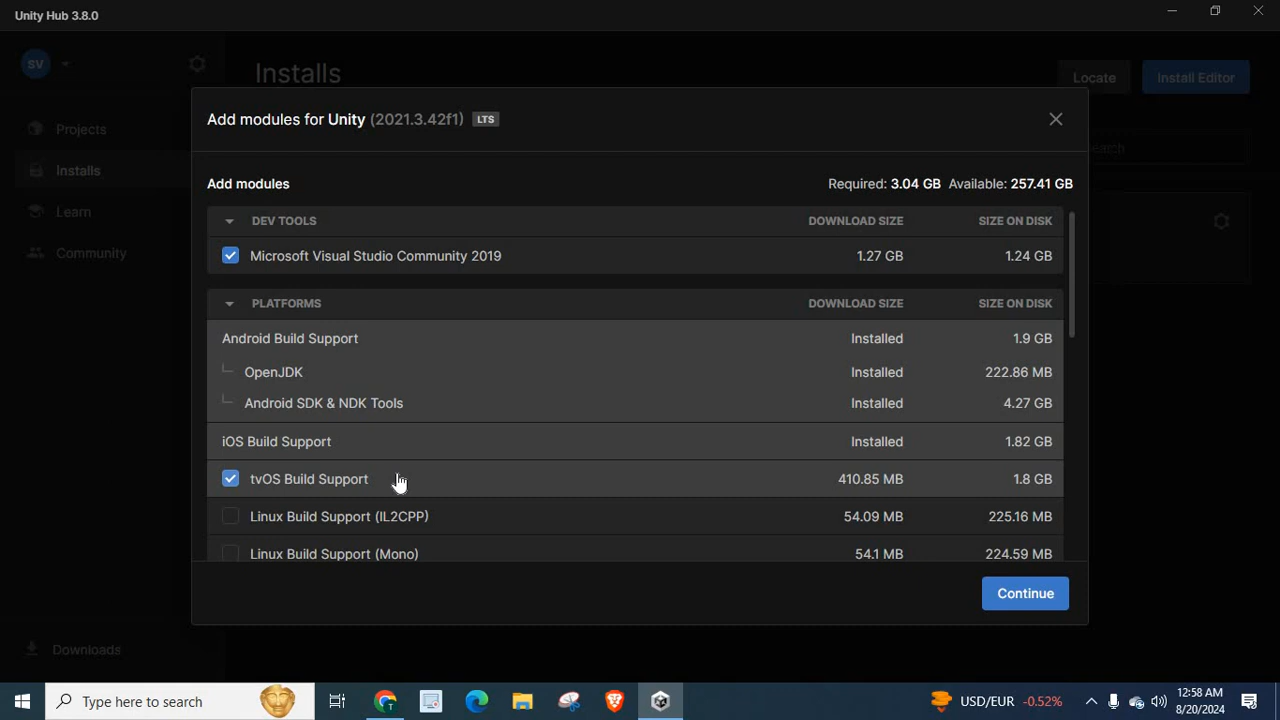 Unity Hub 3.8.0
SV
Installs
Locate
Install Editor
Projects
Installs
Learn
Community
Downloads
Add modules for Unity (2021.3.42f1) LTS
Add modules
Required: 3.04 GB Available: 257.41 GB
DEV TOOLS DOWNLOAD SIZE SIZE ON DISK
Microsoft Visual Studio Community 2019 1.27 GB 1.24 GB
PLATFORMS DOWNLOAD SIZE SIZE ON DISK
Android Build Support Installed 1.9 GB
OpenJDK Installed 222.86 MB
Android SDK & NDK Tools Installed 4.27 GB
iOS Build Support Installed 1.82 GB
tvOS Build Support 410.85 MB 1.8 GB
Linux Build Support (IL2CPP) 54.09 MB 225.16 MB
Linux Build Support (Mono) 54.1 MB 224.59 MB
Continue
Type here to search
USD/EUR -0.52%
12:58 AM
8/20/2024